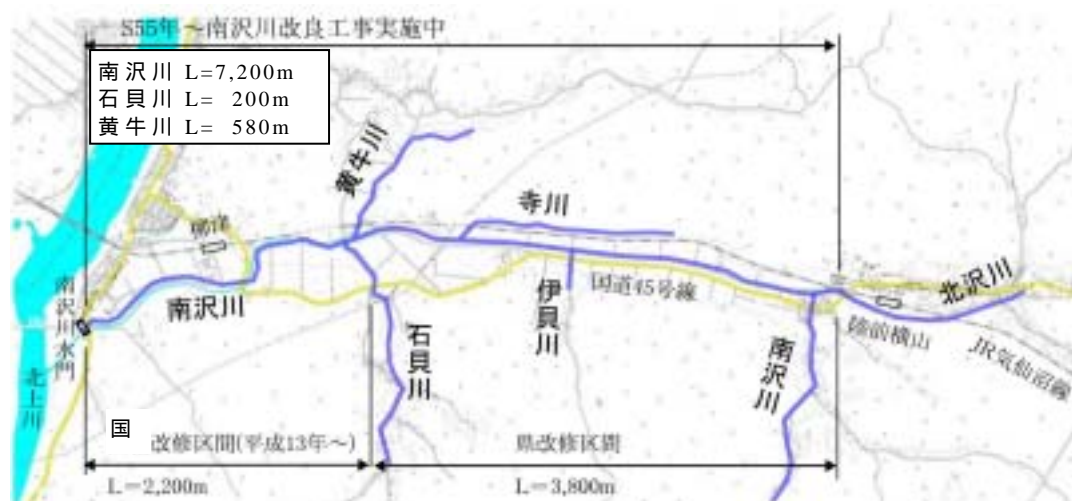 S55年～南沢川改良工事実施中
南沢川 L=7,200m
石貝川 L= 200m
黄牛川 L= 580m
黄牛川
寺川
柳津
南沢川
南沢川水門
北上川
石貝川
伊貝川
国道45号線
南沢川
北沢川
陸前横山
JR気仙沼線
国 改修区間(平成13年～)
県改修区間
L=2,200m
L=3,800m